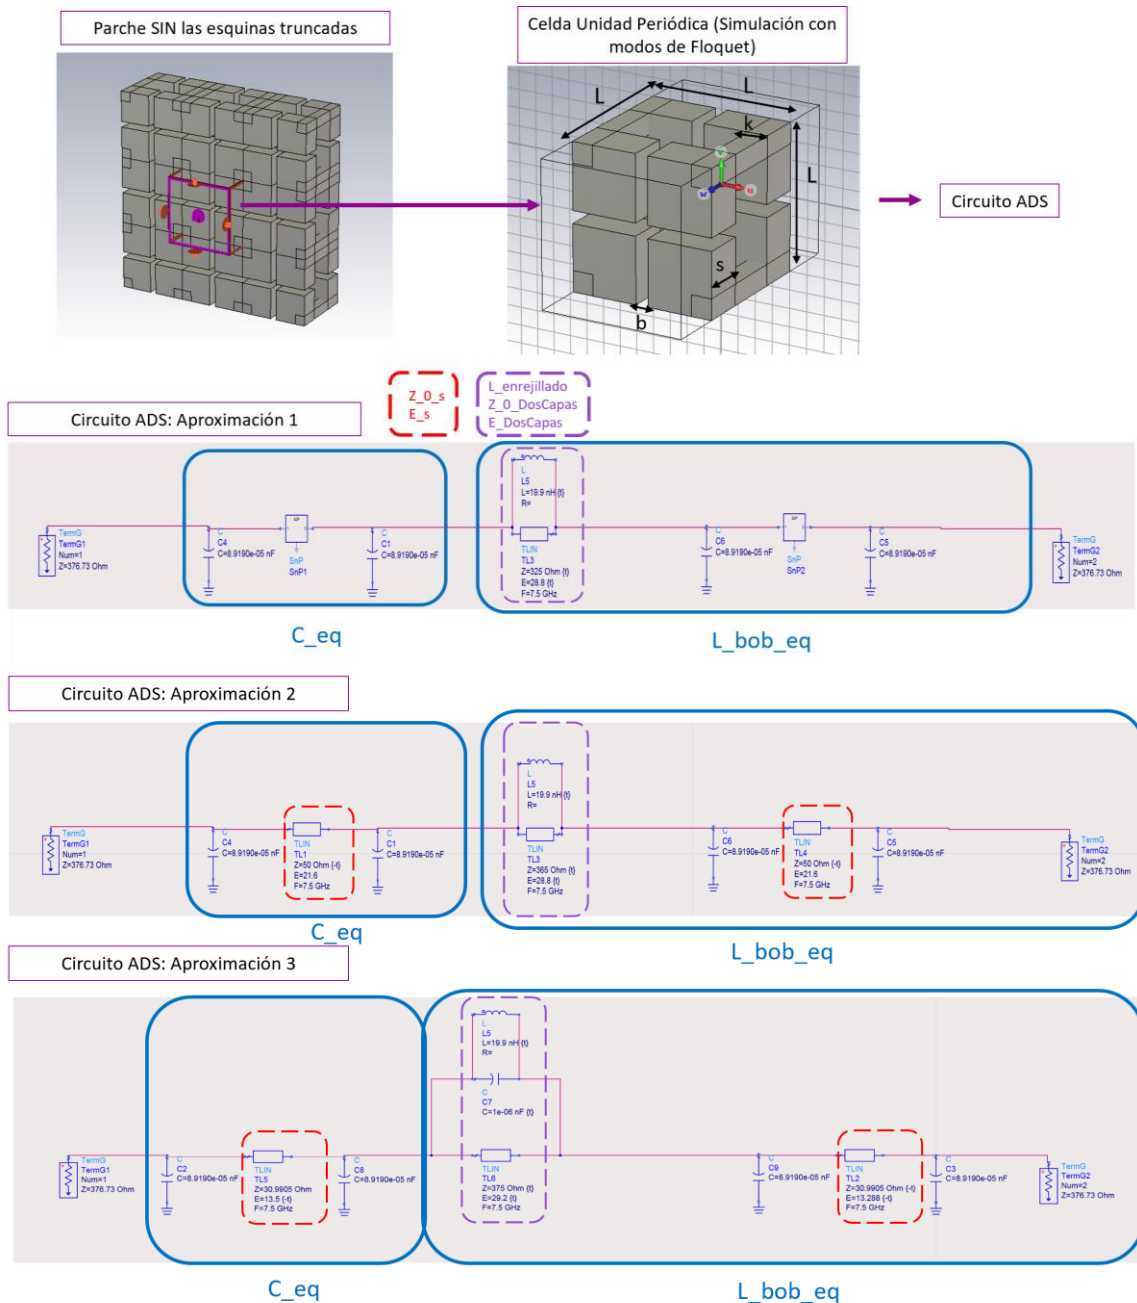 Parche SIN las esquinas truncadas
Celda Unidad Periódica (Simulación con
modos de Floquet)
L
L
k
L
v
u
w
s
b
Circuito ADS
Z_0_s
E_s
L_enrejillado
Z_0_DosCapas
E_DosCapas
Circuito ADS: Aproximación 1
TermG
TermG1
Num=1
Z=376.73 Ohm
C
C4
C=8.9190e-05 nF
SnP
SnP1
C
C1
C=8.9190e-05 nF
L
L5
L=19.9 nH {t}
R=
TLIN
TL3
Z=325 Ohm {t}
E=28.8 {t}
F=7.5 GHz
C
C6
C=8.9190e-05 nF
SnP
SnP2
C
C5
C=8.9190e-05 nF
TermG
TermG2
Num=2
Z=376.73 Ohm
C_eq
L_bob_eq
Circuito ADS: Aproximación 2
TermG
TermG1
Num=1
Z=376.73 Ohm
C
C4
C=8.9190e-05 nF
TLIN
TL1
Z=50 Ohm {-t}
E=21.6
F=7.5 GHz
C
C1
C=8.9190e-05 nF
L
L5
L=19.9 nH {t}
R=
TLIN
TL3
Z=365 Ohm {t}
E=28.8 {t}
F=7.5 GHz
C
C6
C=8.9190e-05 nF
TLIN
TL4
Z=50 Ohm {-t}
E=21.6
F=7.5 GHz
C
C5
C=8.9190e-05 nF
TermG
TermG2
Num=2
Z=376.73 Ohm
C_eq
L_bob_eq
Circuito ADS: Aproximación 3
TermG
TermG1
Num=1
Z=376.73 Ohm
C
C2
C=8.9190e-05 nF
TLIN
TL5
Z=30.9905 Ohm
E=13.5 {-t}
F=7.5 GHz
C
C8
C=8.9190e-05 nF
L
L5
L=19.9 nH {t}
R=
C
C7
C=1e-06 nF {t}
TLIN
TL6
Z=375 Ohm {t}
E=29.2 {t}
F=7.5 GHz
C
C9
C=8.9190e-05 nF
TLIN
TL2
Z=30.9905 Ohm {-t}
E=13.288 {-t}
F=7.5 GHz
C
C3
C=8.9190e-05 nF
TermG
TermG2
Num=2
Z=376.73 Ohm
C_eq
L_bob_eq